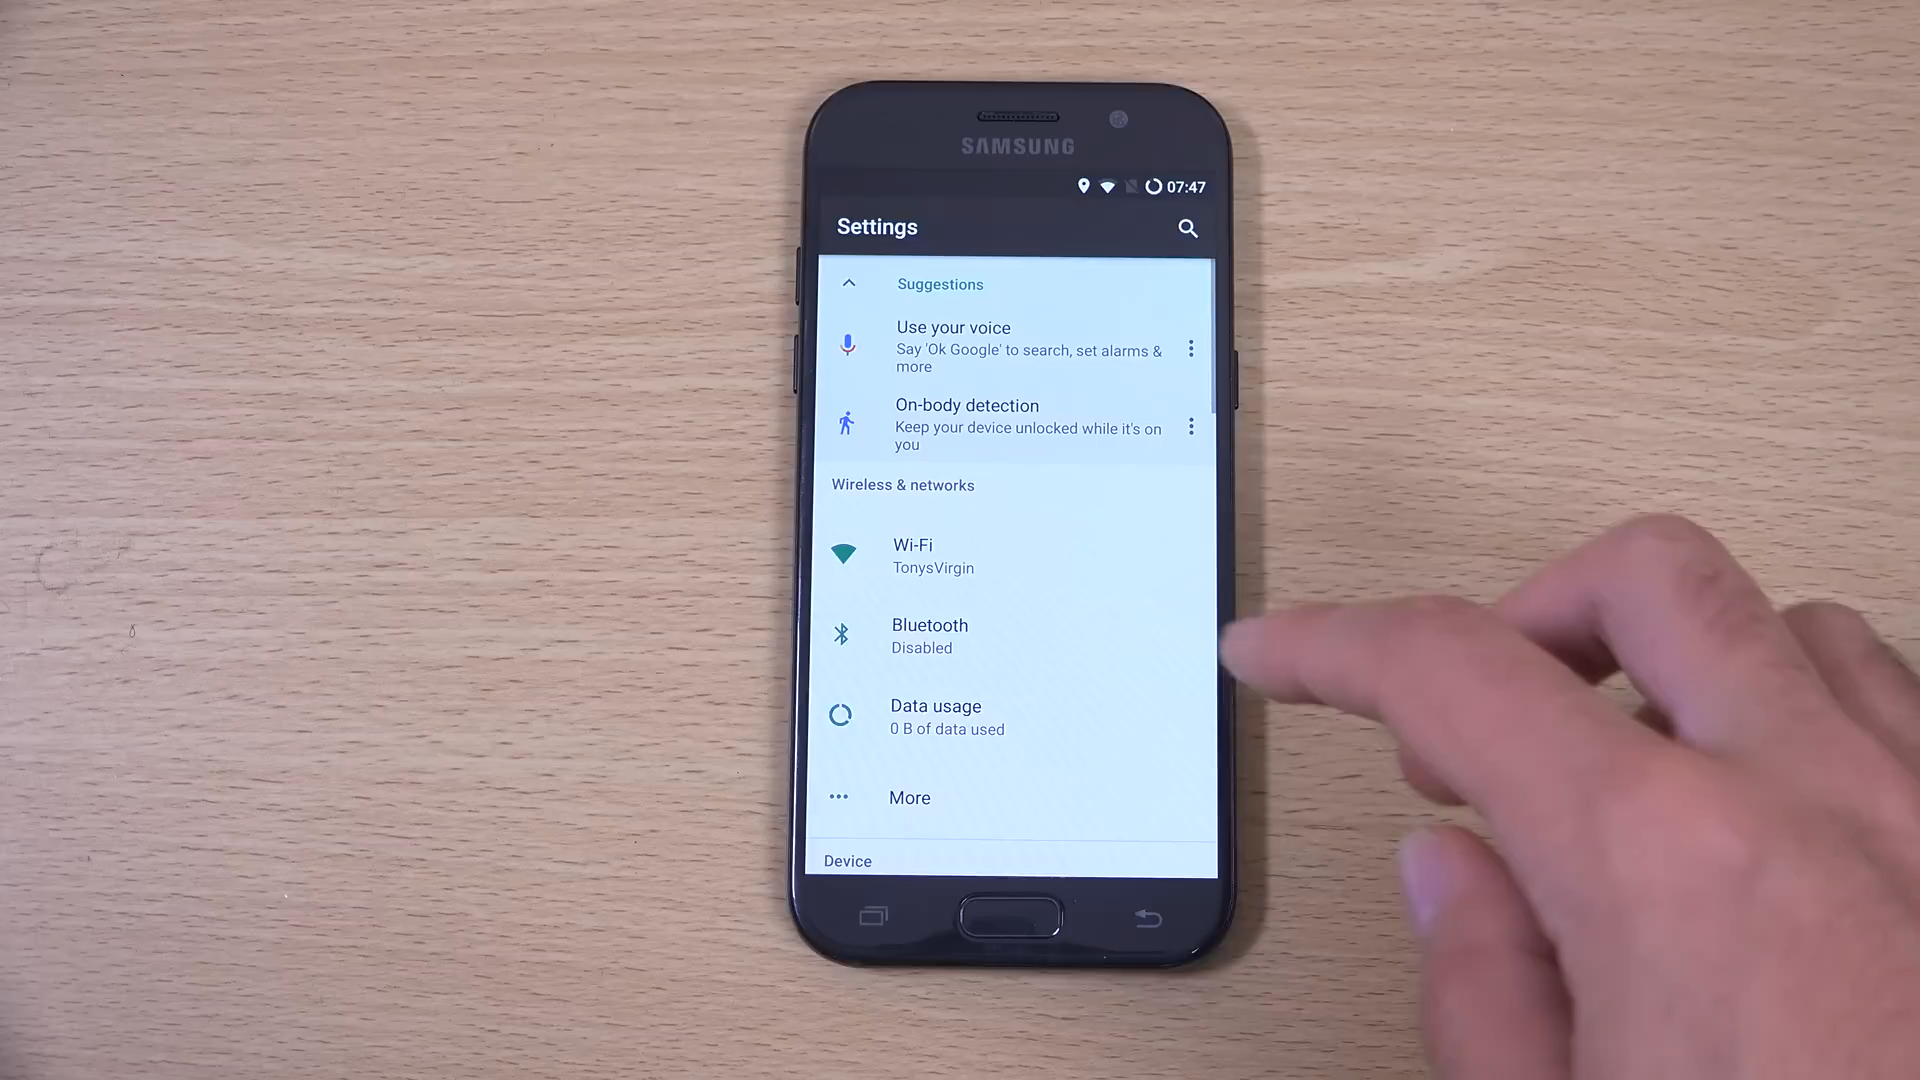 SAMSUNG
07:47
Settings
Suggestions
Use your voice
Say 'Ok Google' to search, set alarms &
more
On-body detection
Keep your device unlocked while it's on
you
Wireless & networks
Wi-Fi
TonysVirgin
Bluetooth
Disabled
Data usage
0 B of data used
More
Device